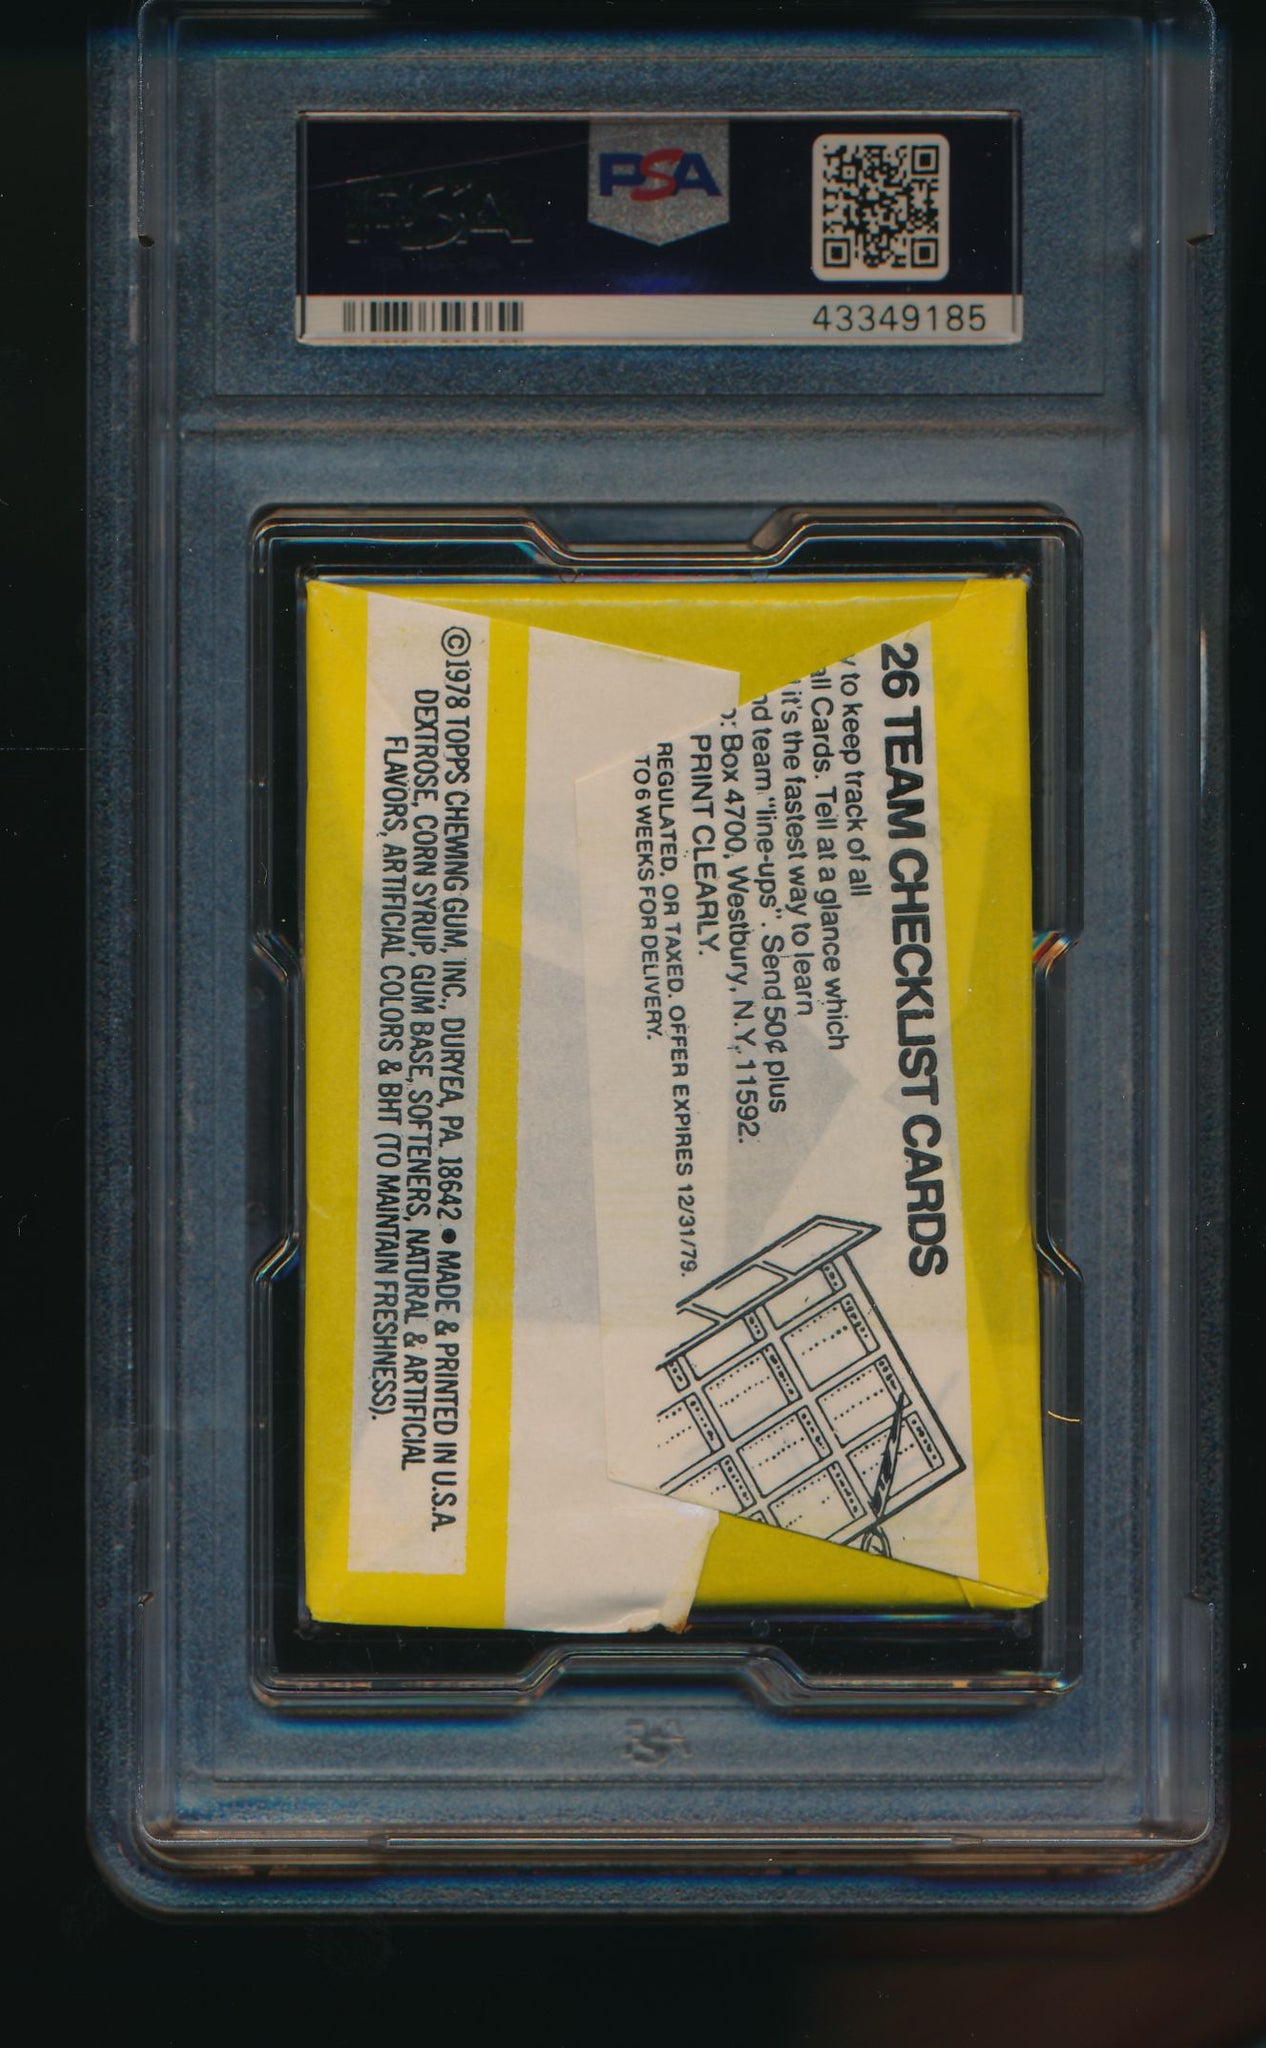 PSA
PSA
43349185
26 TEAM CHECKLIST CARDS
to keep track of all
Cards. Tell at a glance which
it's the fastest way to learn
team "line-ups". Send 50¢ plus
Box 4700, Westbury, N.Y. 11592.
PRINT CLEARLY.
REGULATED, OR TAXED. OFFER EXPIRES 12/31/79.
TO 6 WEEKS FOR DELIVERY.
©1978 TOPPS CHEWING GUM, INC., DURYEA, PA. 18642 • MADE & PRINTED IN U.S.A.
DEXTROSE, CORN SYRUP, GUM BASE, SOFTENERS, NATURAL & ARTIFICIAL
FLAVORS, ARTIFICIAL COLORS & BHT (TO MAINTAIN FRESHNESS).
PSA